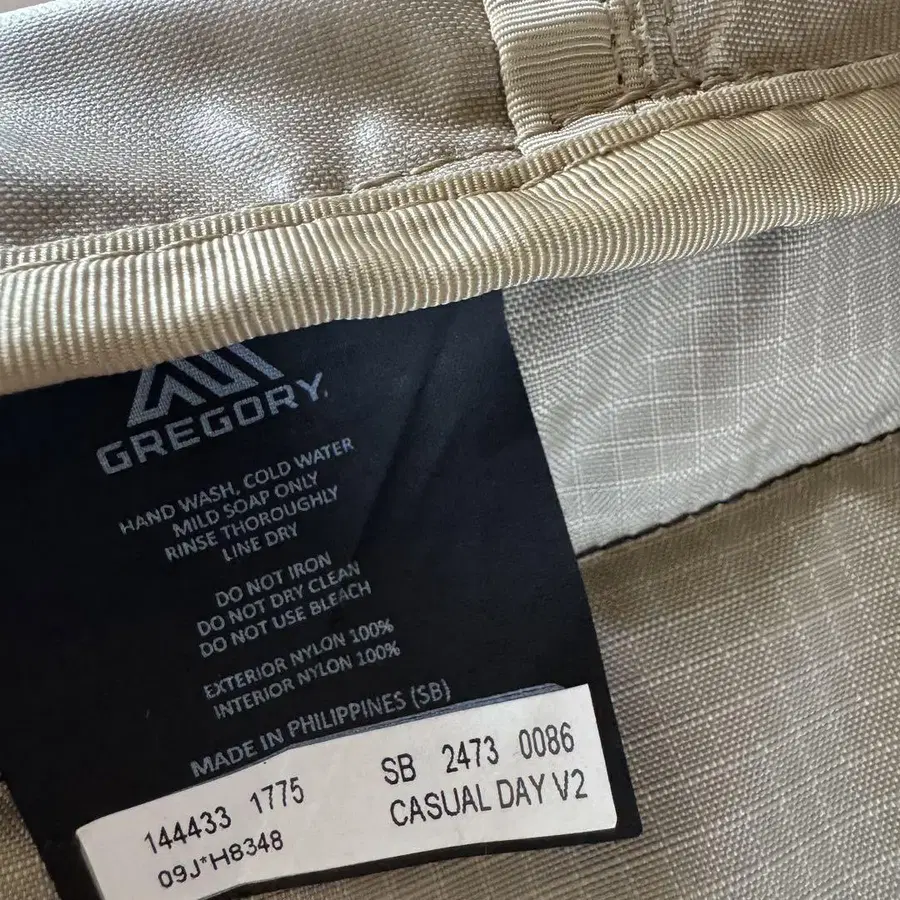 GREGORY.
HAND WASH, COLD WATER
MILD SOAP ONLY
RINSE THOROUGHLY
LINE DRY
DO NOT IRON
DO NOT DRY CLEAN
DO NOT USE BLEACH
EXTERIOR NYLON 100%
INTERIOR NYLON 100%
MADE IN PHILIPPINES (SB)
144433 1775 SB 2473 0086
09J*H8348 CASUAL DAY V2